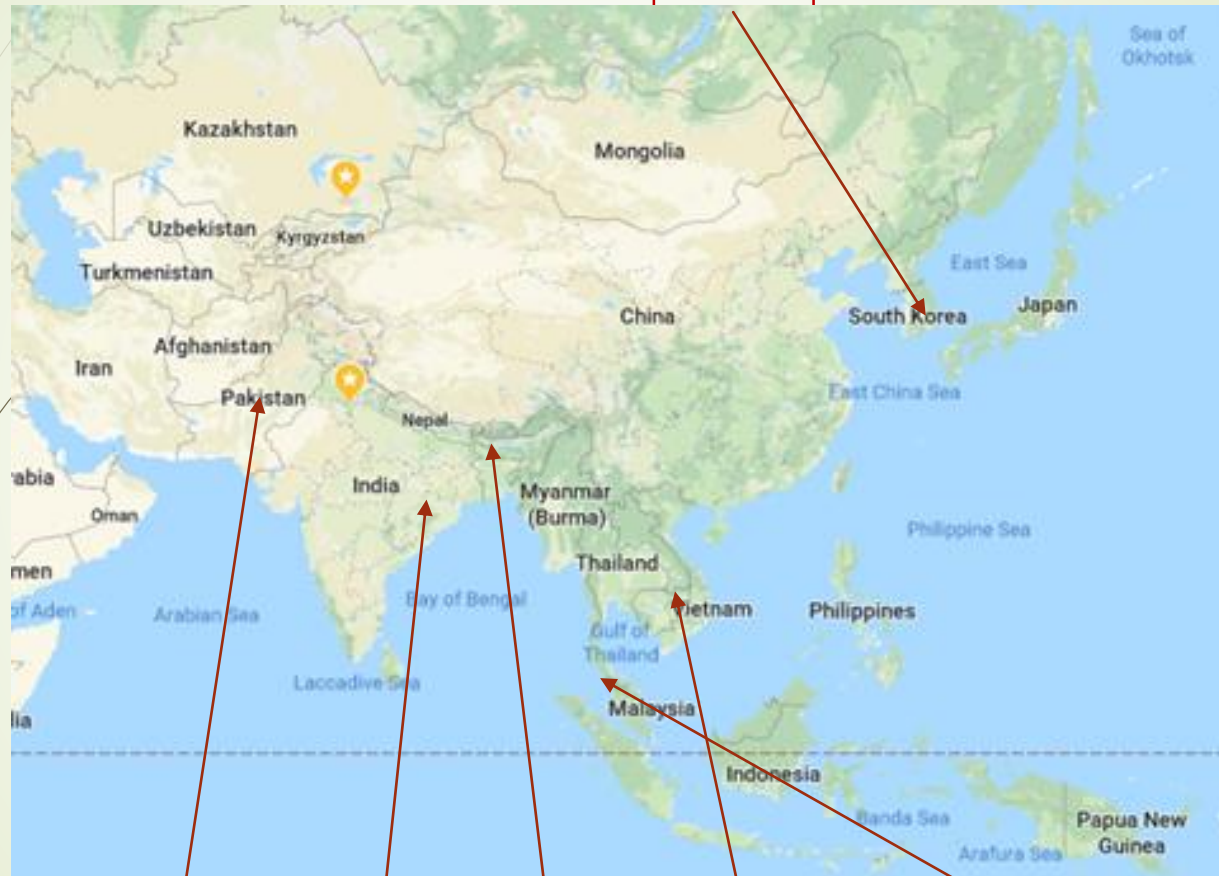 Sea of
Okhotsk
Kazakhstan
Mongolia
Uzbekistan
Kyrgyzstan
East Sea
Turkmenistan
China
South Korea
Japan
Afghanistan
Iran
Pakistan
East China Sea
Nepal
rabia
India
Myanmar
(Burma)
Oman
Philippine Sea
men
Thailand
of Aden
Arabian Sea
Bay of Bengal
Vietnam
Philippines
Gulf of
Thailand
Laccadive Sea
Malaysia
lia
Indonesia
Banda Sea
Papua New
Guinea
Arafura Sea